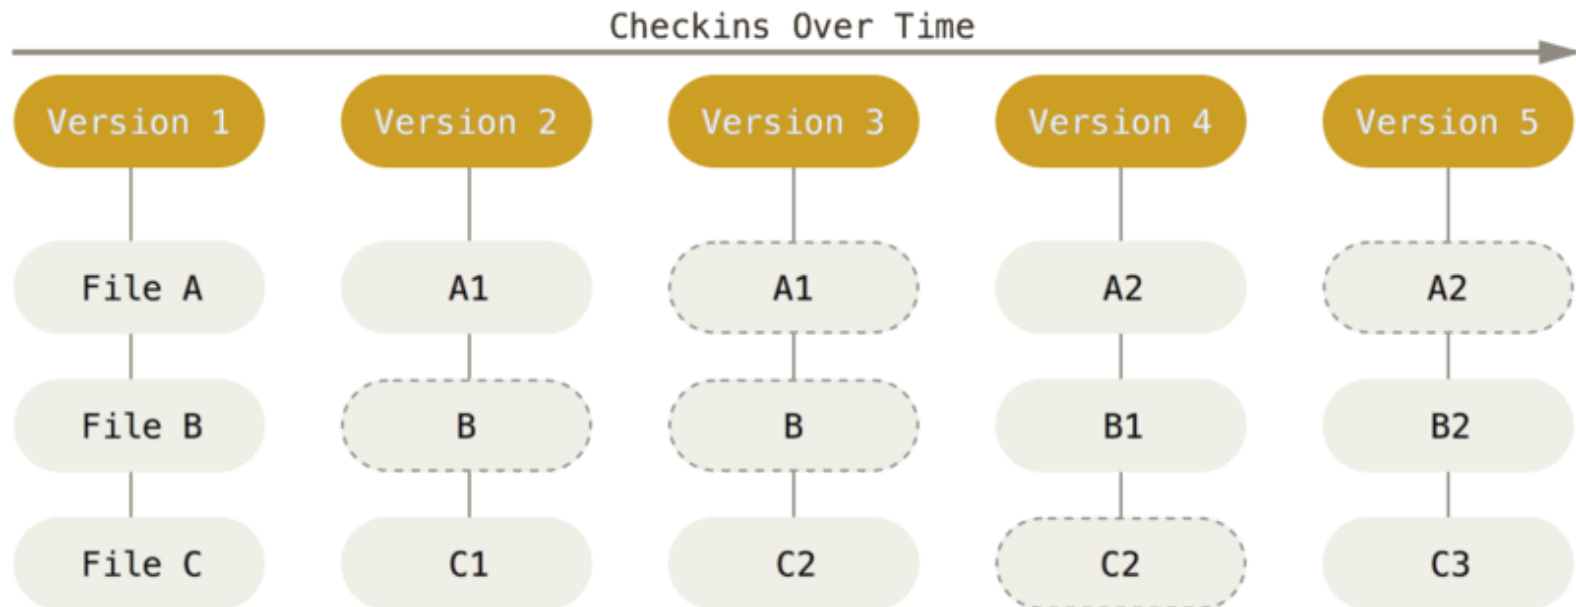 Checkins Over Time
Version 1 Version 2 Version 3 Version 4 Version 5
File A A1 A1 A2 A2
File B B B B1 B2
File C C1 C2 C2 C3